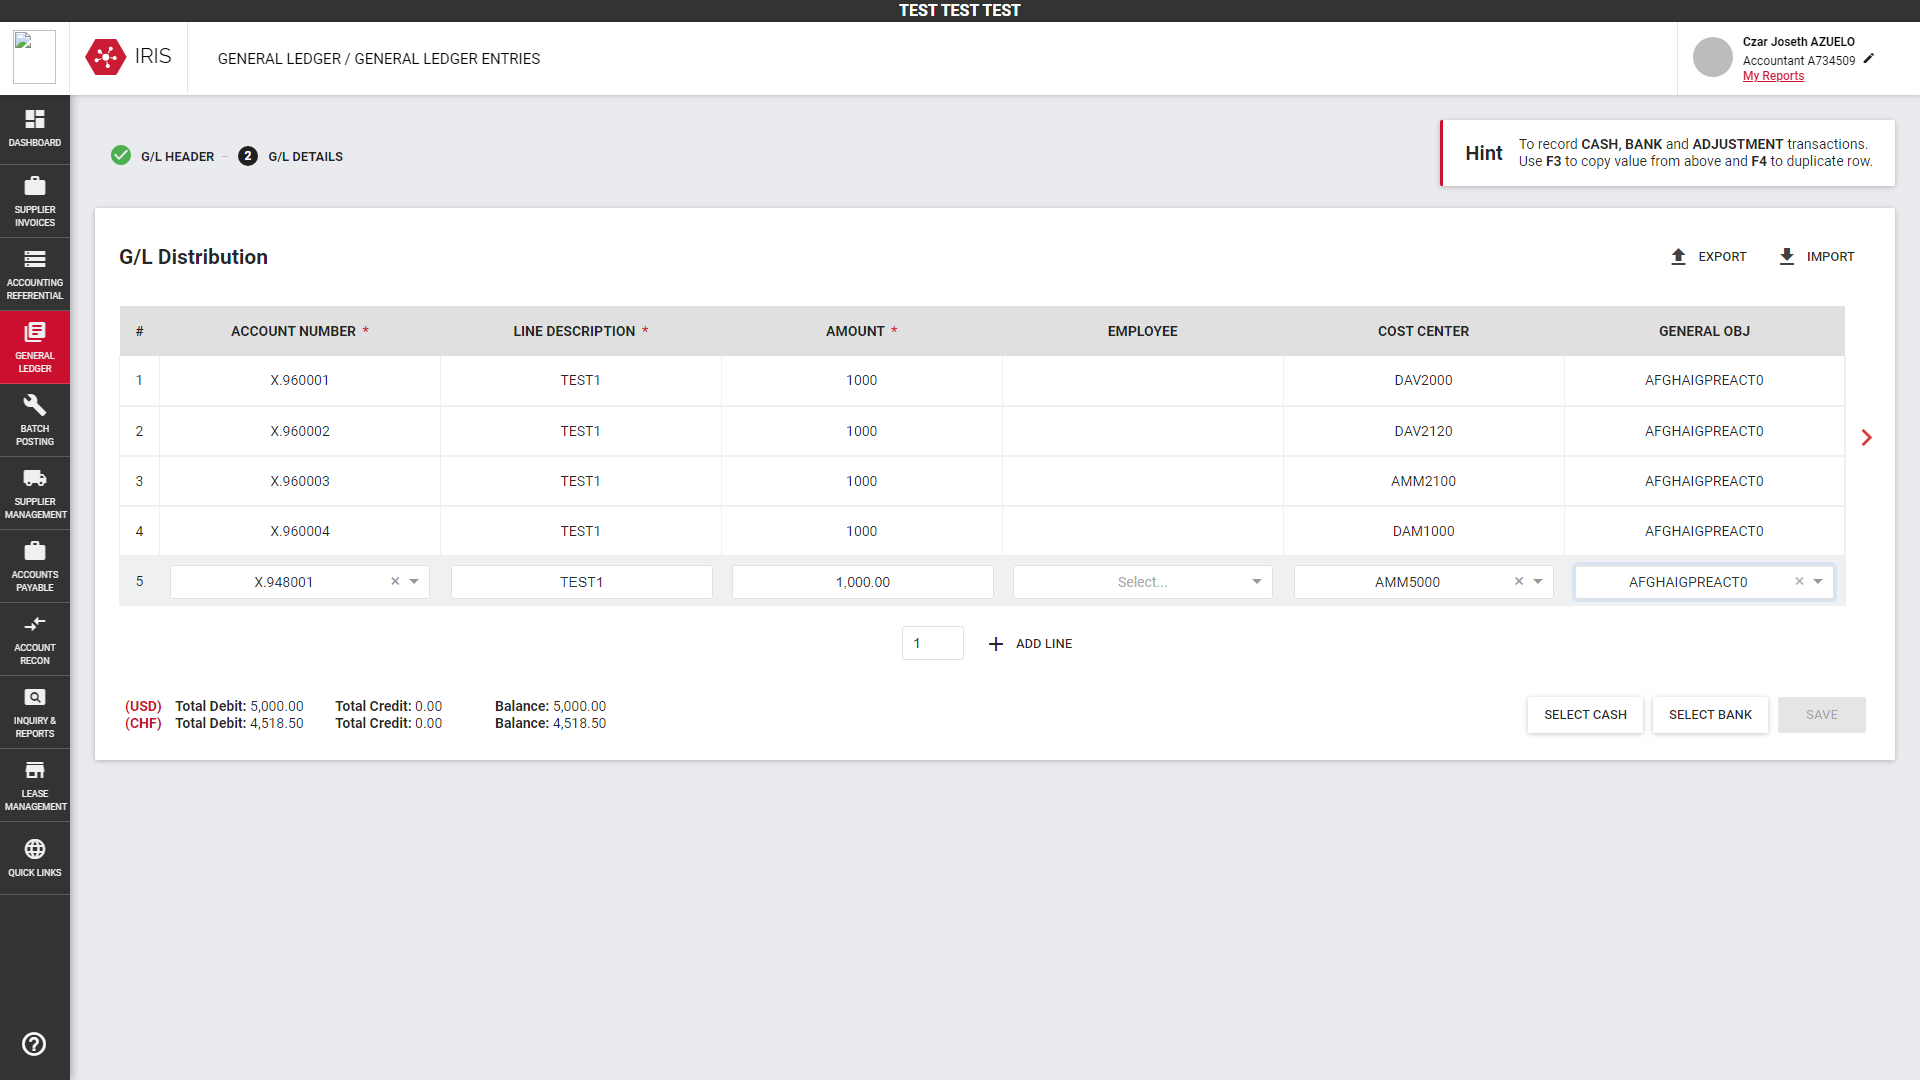 TEST TEST TEST
IRIS
GENERAL LEDGER / GENERAL LEDGER ENTRIES
Czar Joseth AZUELO
Accountant A734509
My Reports
DASHBOARD
SUPPLIER
INVOICES
ACCOUNTING
REFERENTIAL
GENERAL
LEDGER
BATCH
POSTING
SUPPLIER
MANAGEMENT
ACCOUNTS
PAYABLE
ACCOUNT
RECON
INQUIRY &
REPORTS
LEASE
MANAGEMENT
QUICK LINKS
G/L HEADER – 2 G/L DETAILS
Hint
To record CASH, BANK and ADJUSTMENT transactions.
Use F3 to copy value from above and F4 to duplicate row.
G/L Distribution
EXPORT IMPORT
# ACCOUNT NUMBER * LINE DESCRIPTION * AMOUNT * EMPLOYEE COST CENTER GENERAL OBJ
1 X.960001 TEST1 1000 DAV2000 AFGHAIGPREACT0
2 X.960002 TEST1 1000 DAV2120 AFGHAIGPREACT0
3 X.960003 TEST1 1000 AMM2100 AFGHAIGPREACT0
4 X.960004 TEST1 1000 DAM1000 AFGHAIGPREACT0
5 X.948001 × TEST1 1,000.00 Select... AMM5000 × AFGHAIGPREACT0 ×
1 + ADD LINE
(USD) Total Debit: 5,000.00 Total Credit: 0.00 Balance: 5,000.00
(CHF) Total Debit: 4,518.50 Total Credit: 0.00 Balance: 4,518.50
SELECT CASH SELECT BANK SAVE